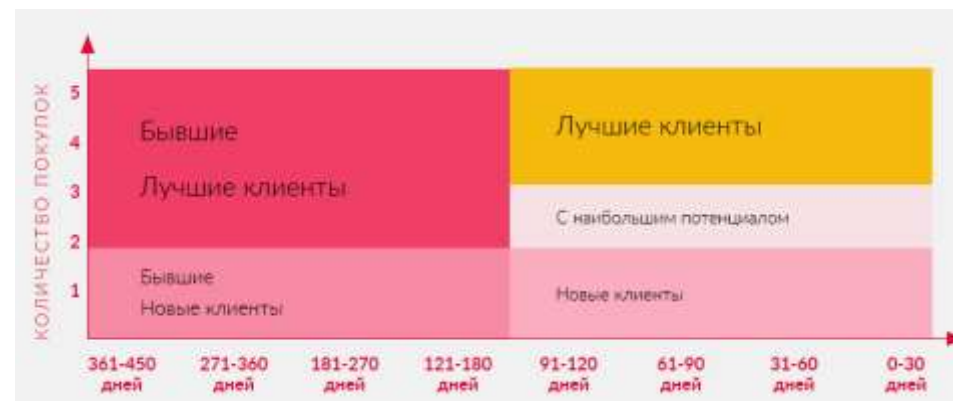 КОЛИЧЕСТВО ПОКУПОК
5
4
3
2
1
Бывшие
Лучшие клиенты
Лучшие клиенты
С наибольшим потенциалом
Бывшие
Новые клиенты
Новые клиенты
361-450 дней
271-360 дней
181-270 дней
121-180 дней
91-120 дней
61-90 дней
31-60 дней
0-30 дней